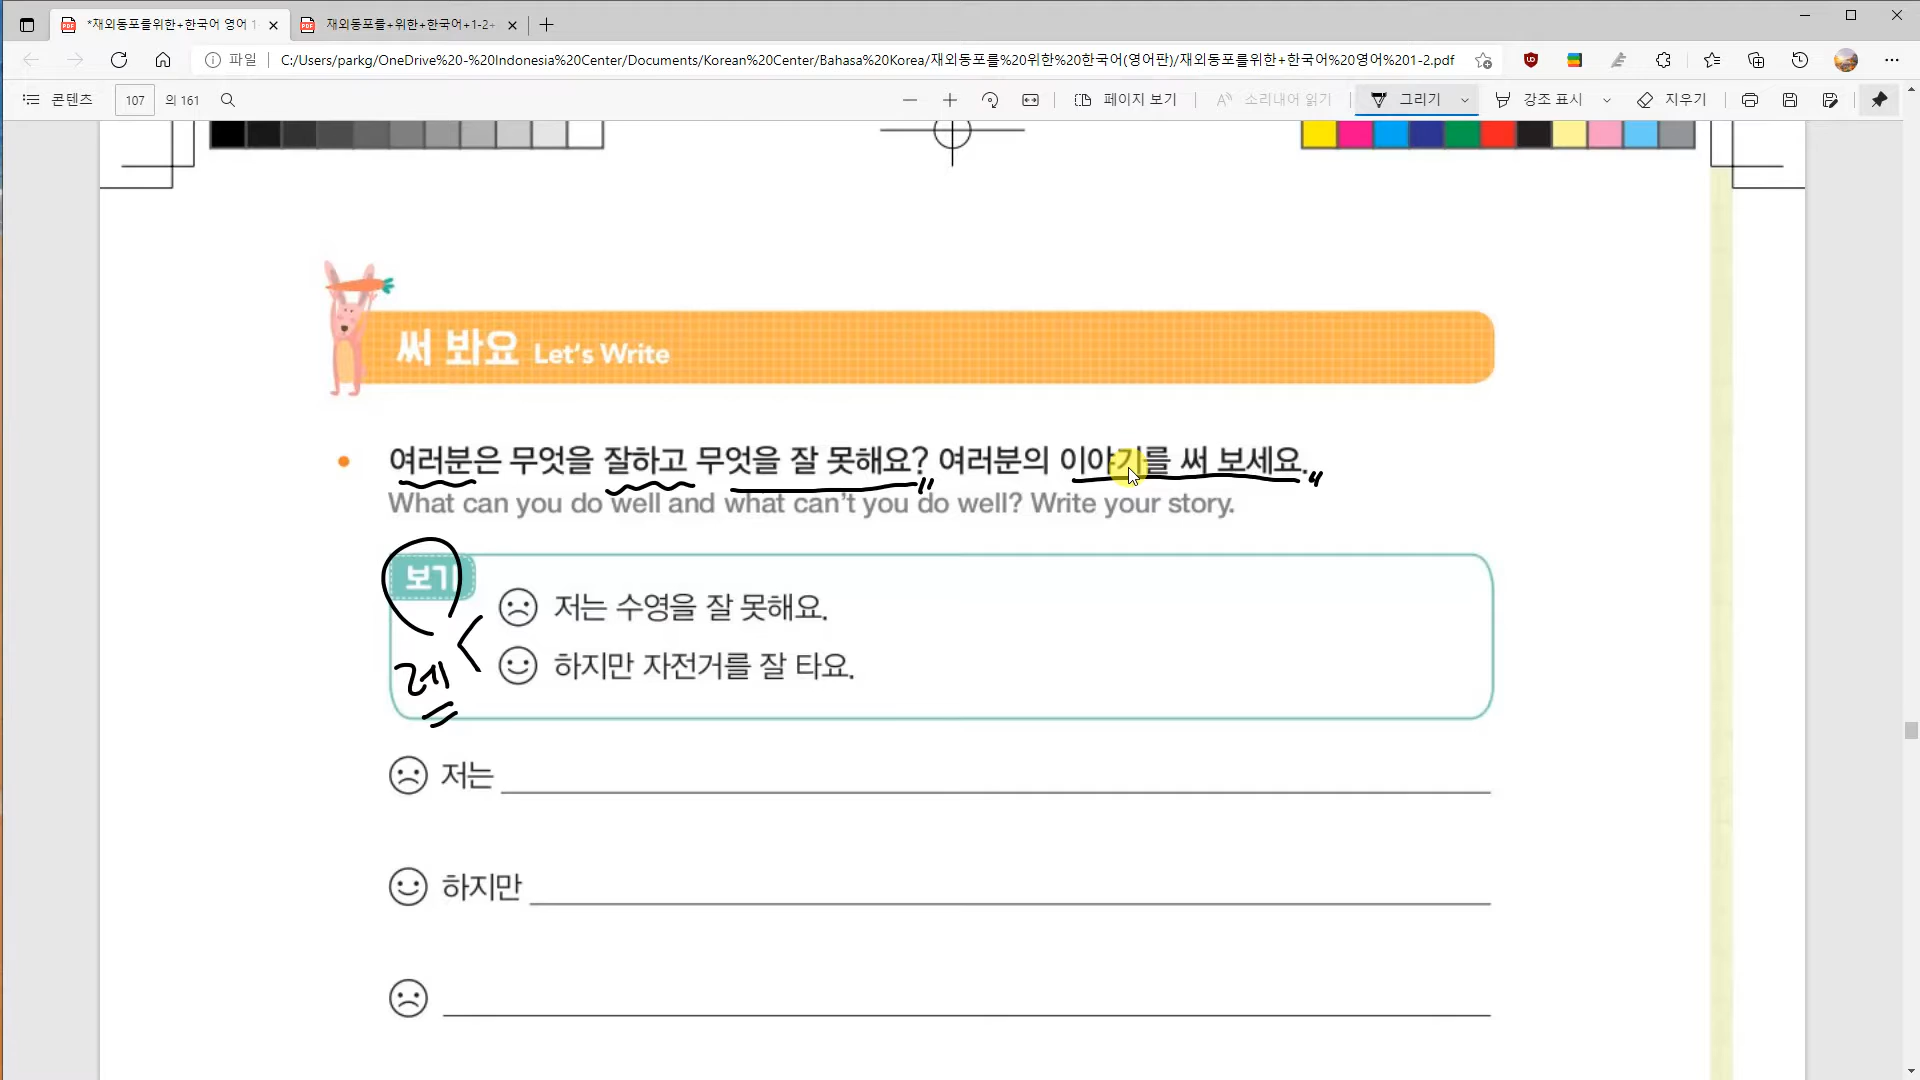 *재외동포를위한+한국어 영어 1
재외동포를+위한+한국어+1-2+
파일
C:/Users/parkg/OneDrive%20-%20Indonesia%20Center/Documents/Korean%20Center/Bahasa%20Korea/재외동포를%20위한%20한국어(영어판)/재외동포를위한+한국어%20영어%201-2.pdf
콘텐츠 107 의 161 페이지 보기 소리내어 읽기 그리기 강조 표시 지우기
써 봐요 Let's Write
여러분은 무엇을 잘하고 무엇을 잘 못해요? 여러분의 이야기를 써 보세요.
What can you do well and what can't you do well? Write your story.
보기
저는 수영을 잘 못해요.
하지만 자전거를 잘 타요.
저는
하지만